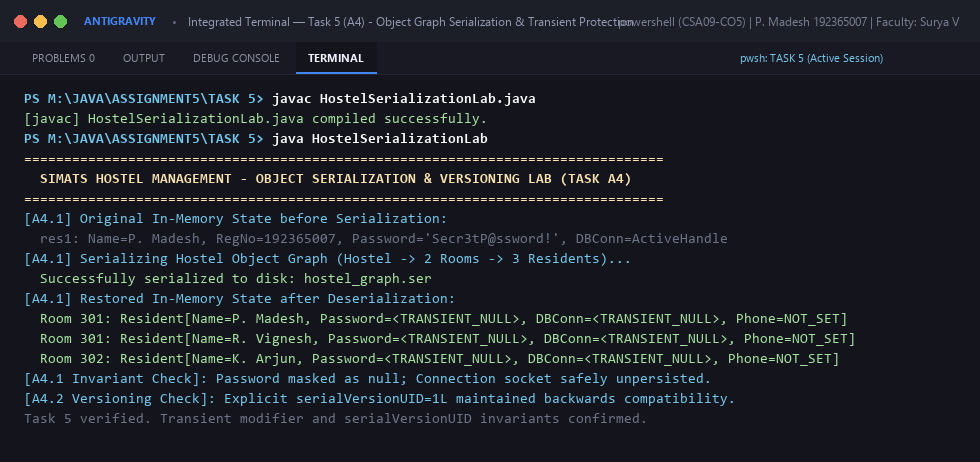 ANTIGRAVITY • Integrated Terminal — Task 5 (A4) - Object Graph Serialization & Transient Protection powershell (CSA09-CO5) | P. Madesh 192365007 | Faculty: Surya V
PROBLEMS 0 OUTPUT DEBUG CONSOLE TERMINAL pwsh: TASK 5 (Active Session)
PS M:\JAVA\ASSIGNMENT5\TASK 5> javac HostelSerializationLab.java
[javac] HostelSerializationLab.java compiled successfully.
PS M:\JAVA\ASSIGNMENT5\TASK 5> java HostelSerializationLab
================================================================================
SIMATS HOSTEL MANAGEMENT - OBJECT SERIALIZATION & VERSIONING LAB (TASK A4)
================================================================================
[A4.1] Original In-Memory State before Serialization:
res1: Name=P. Madesh, RegNo=192365007, Password='Secr3tP@ssword!', DBConn=ActiveHandle
[A4.1] Serializing Hostel Object Graph (Hostel -> 2 Rooms -> 3 Residents)...
Successfully serialized to disk: hostel_graph.ser
[A4.1] Restored In-Memory State after Deserialization:
Room 301: Resident[Name=P. Madesh, Password=<TRANSIENT_NULL>, DBConn=<TRANSIENT_NULL>, Phone=NOT_SET]
Room 301: Resident[Name=R. Vignesh, Password=<TRANSIENT_NULL>, DBConn=<TRANSIENT_NULL>, Phone=NOT_SET]
Room 302: Resident[Name=K. Arjun, Password=<TRANSIENT_NULL>, DBConn=<TRANSIENT_NULL>, Phone=NOT_SET]
[A4.1 Invariant Check]: Password masked as null; Connection socket safely unpersisted.
[A4.2 Versioning Check]: Explicit serialVersionUID=1L maintained backwards compatibility.
Task 5 verified. Transient modifier and serialVersionUID invariants confirmed.